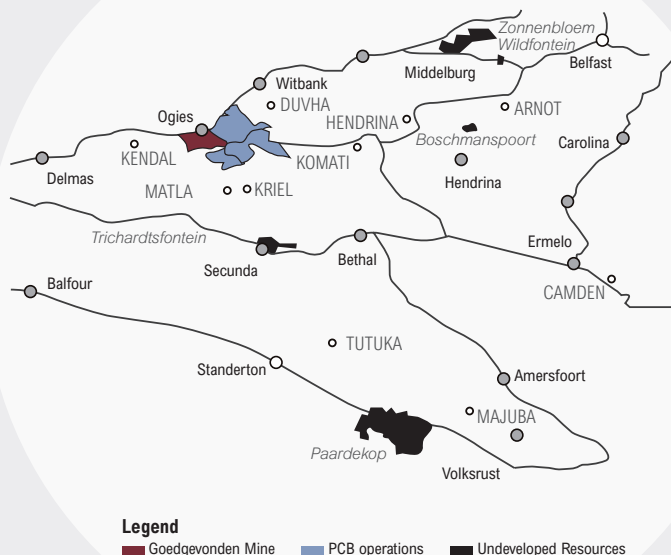 Zonnenbloem
Wildfontein
Belfast
Middelburg
Witbank
DUVHA
Ogies
HENDRINA
ARNOT
Boschmanspoort
Carolina
KENDAL
KOMATI
Delmas
Hendrina
MATLA
KRIEL
Trichardtsfontein
Secunda
Bethal
Ermelo
Balfour
CAMDEN
TUTUKA
Standerton
Amersfoort
MAJUBA
Paardekop
Volksrust
Legend
Goedgevonden Mine PCB operations Undeveloped Resources